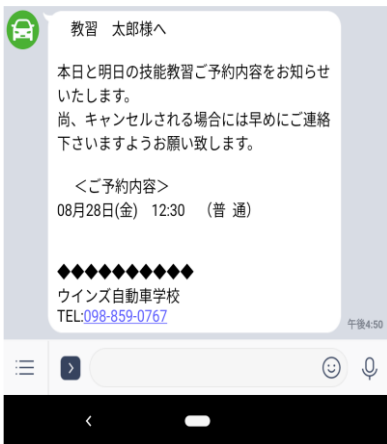 教習　太郎様へ
本日と明日の技能教習ご予約内容をお知らせ
いたします。
尚、キャンセルされる場合には早めにご連絡
下さいますようお願い致します。
＜ご予約内容＞
08月28日(金)　12:30　（普 通）
◆◆◆◆◆◆◆◆◆◆
ウインズ自動車学校
TEL:098-859-0767
午後4:50